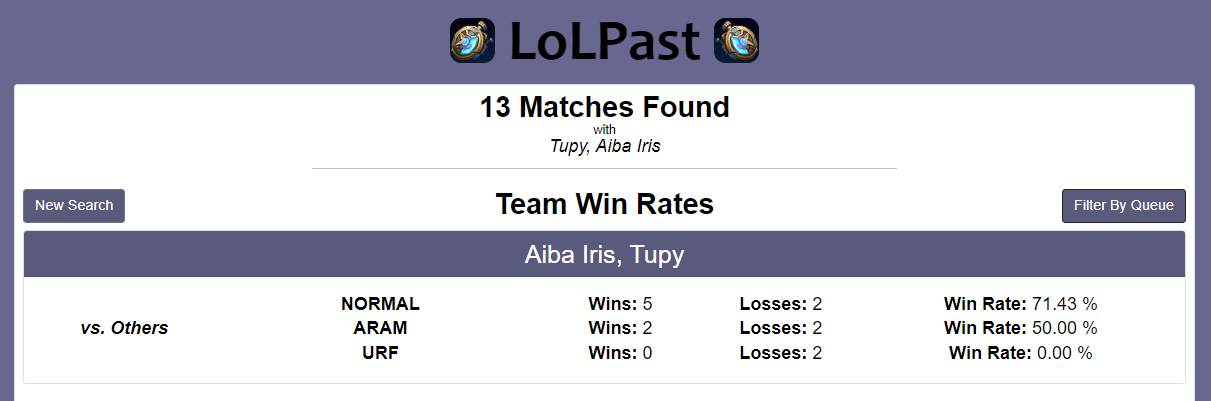 LoLPast
13 Matches Found
with
Tupy, Aiba Iris
New Search
Team Win Rates
Filter By Queue
Aiba Iris, Tupy
vs. Others
NORMAL Wins: 5 Losses: 2 Win Rate: 71.43 %
ARAM Wins: 2 Losses: 2 Win Rate: 50.00 %
URF Wins: 0 Losses: 2 Win Rate: 0.00 %